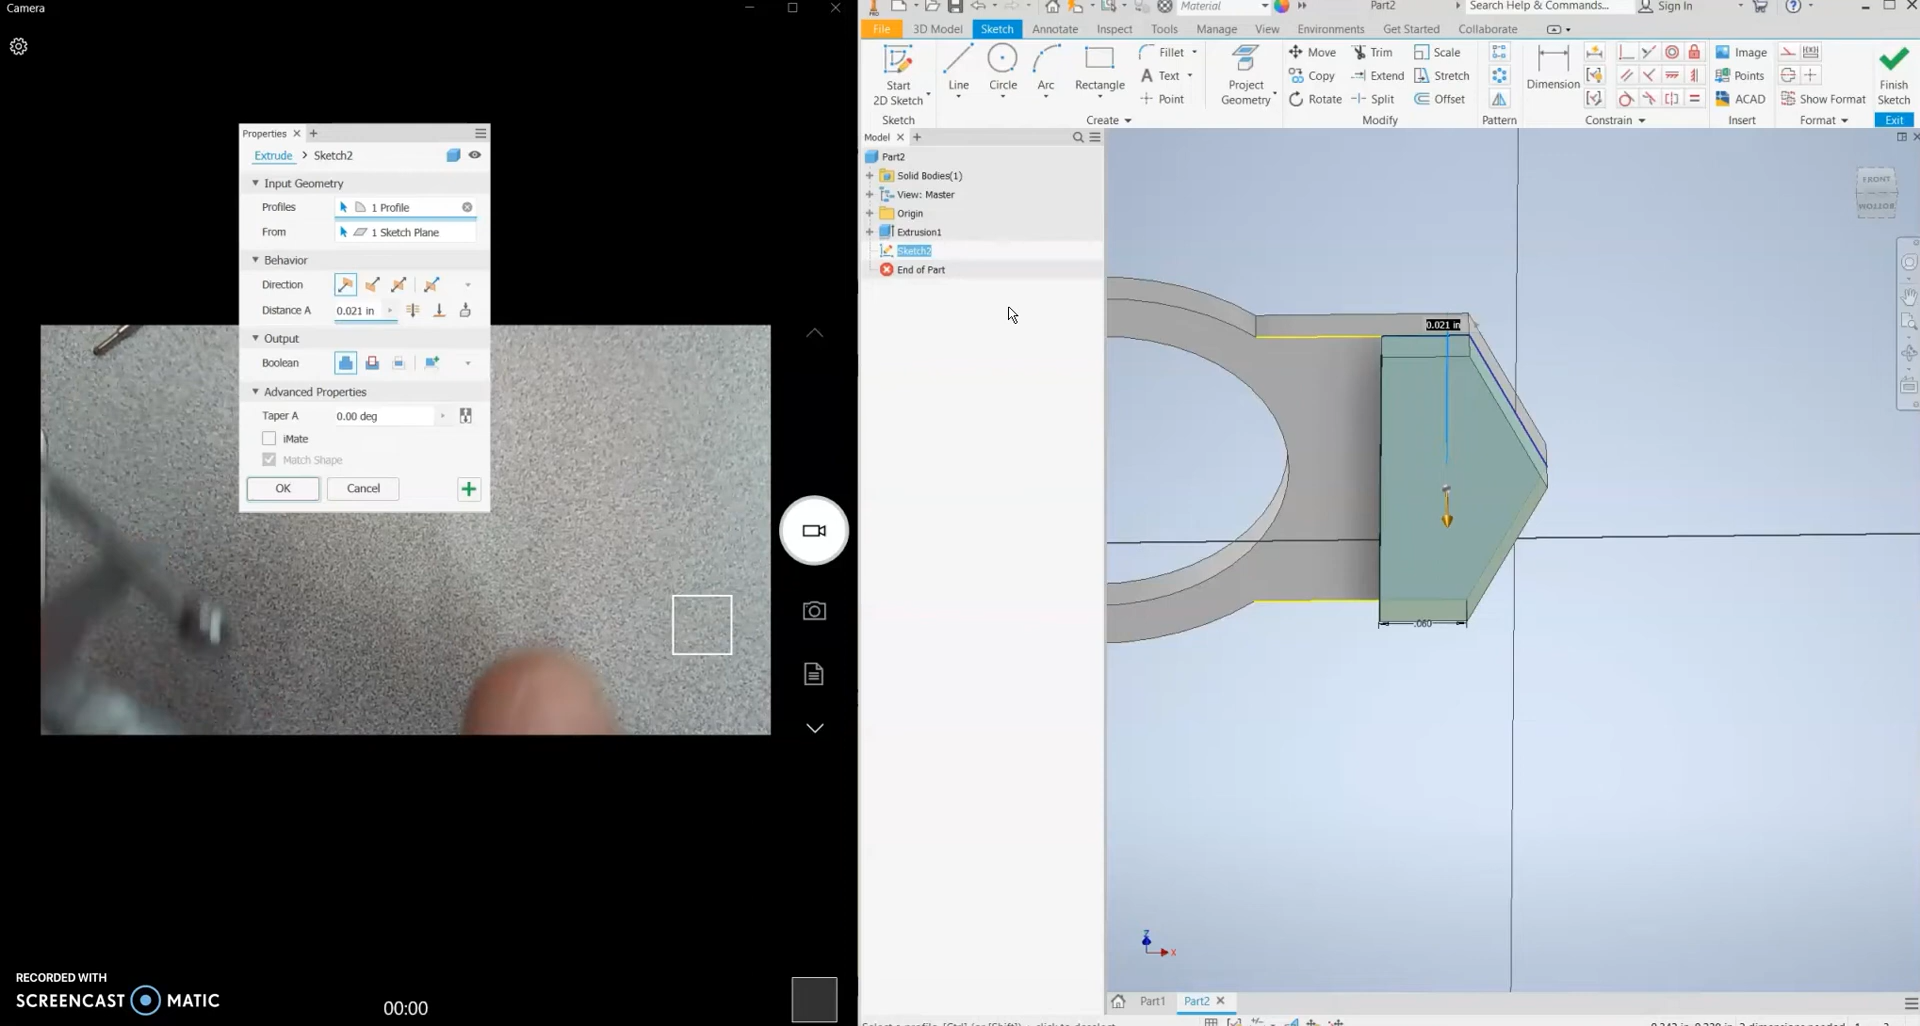 Camera
Properties
Extrude > Sketch2
Input Geometry
Profiles 1 Profile
From 1 Sketch Plane
Behavior
Direction
Distance A 0.021 in
Output
Boolean
Advanced Properties
Taper A 0.00 deg
iMate
Match Shape
OK Cancel
RECORDED WITH
SCREENCAST MATIC
00:00
Material
Part2
Search Help & Commands...
Sign In
File 3D Model Sketch Annotate Inspect Tools Manage View Environments Get Started Collaborate
Start 2D Sketch
Line
Circle
Arc
Rectangle
Fillet
Text
Point
Project Geometry
Move
Copy
Rotate
Trim
Extend
Split
Scale
Stretch
Offset
Dimension
Image
Points
ACAD
Show Format
Finish Sketch
Sketch Create Modify Pattern Constrain Insert Format Exit
Model
Part2
Solid Bodies(1)
View: Master
Origin
Extrusion1
Sketch2
End of Part
FRONT
BOTTOM
0.021 in
.060
Z
X
Part1 Part2